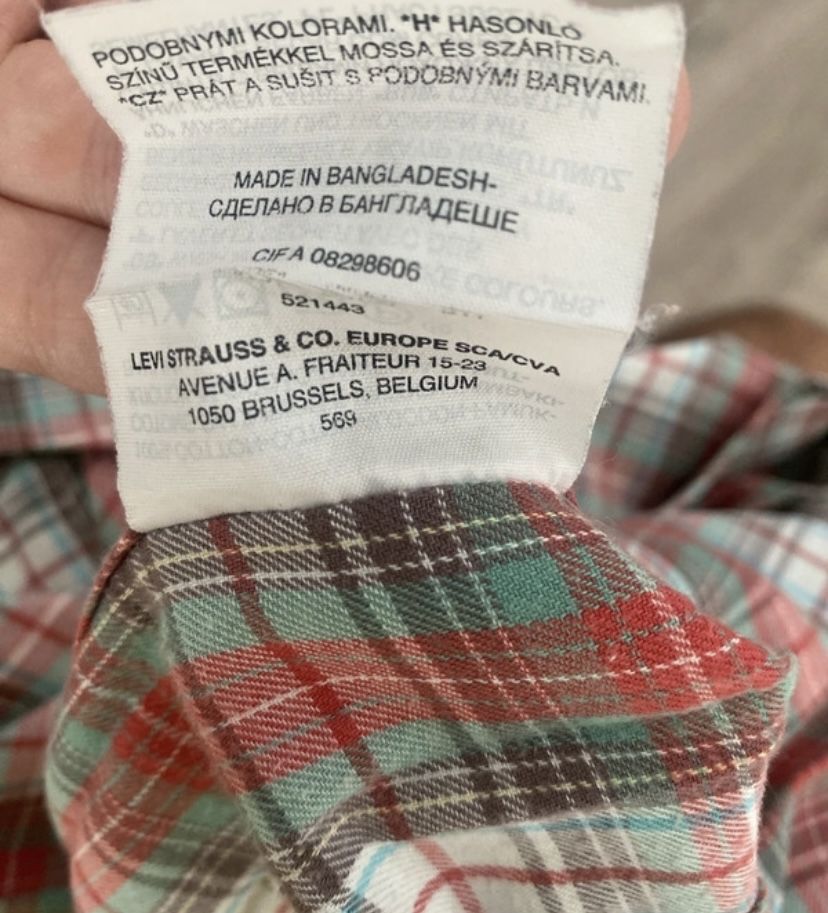 PODOBNYMI KOLORAMI. *H* HASONLÓ
SZÍNŰ TERMÉKKEL MOSSA ÉS SZÁRÍTSA.
*CZ* PRÁT A SUŠIT S PODOBNÝMI BARVAMI.
MADE IN BANGLADESH-
СДЕЛАНО В БАНГЛАДЕШЕ
CIF A 08298606
521443
LEVI STRAUSS & CO. EUROPE SCA/CVA
AVENUE A. FRAITEUR 15-23
1050 BRUSSELS, BELGIUM
569